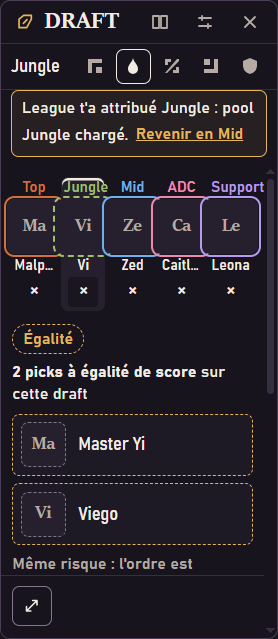 DRAFT
Jungle
League t'a attribué Jungle : pool
Jungle chargé. Revenir en Mid
Top Jungle Mid ADC Support
Ma Vi Ze Ca Le
Malp... Vi Zed Caitl... Leona
× × × × ×
Égalité
2 picks à égalité de score sur
cette draft
Ma Master Yi
Vi Viego
Même risque : l'ordre est